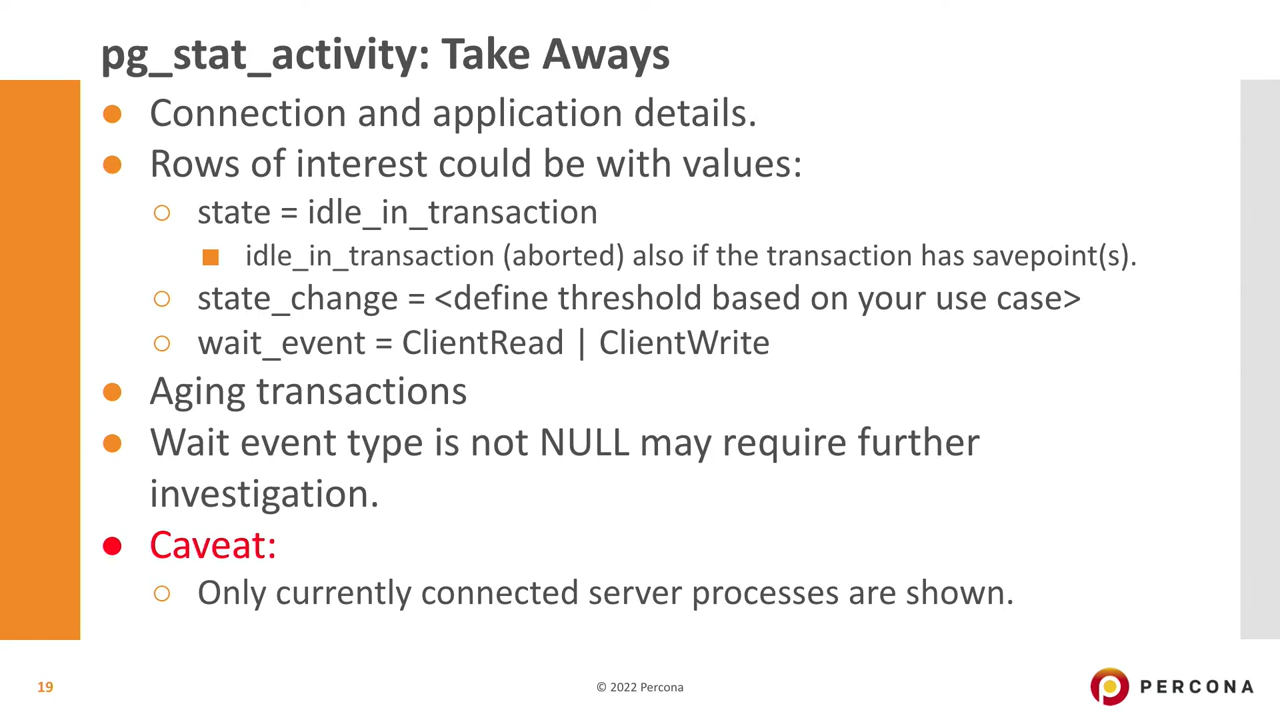 pg_stat_activity: Take Aways
● Connection and application details.
● Rows of interest could be with values:
○ state = idle_in_transaction
■ idle_in_transaction (aborted) also if the transaction has savepoint(s).
○ state_change = <define threshold based on your use case>
○ wait_event = ClientRead | ClientWrite
● Aging transactions
● Wait event type is not NULL may require further
investigation.
● Caveat:
○ Only currently connected server processes are shown.
19
© 2022 Percona
PERCONA